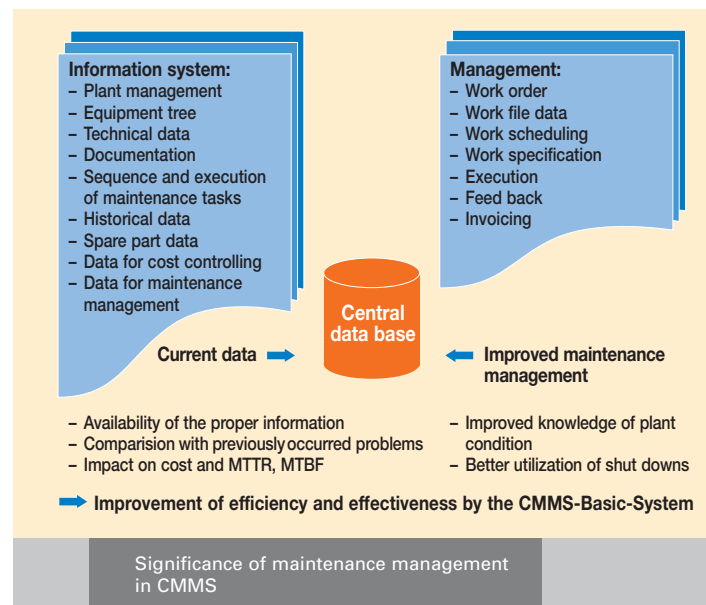 Information system:
– Plant management
– Equipment tree
– Technical data
– Documentation
– Sequence and execution
of maintenance tasks
– Historical data
– Spare part data
– Data for cost controlling
– Data for maintenance
management
Management:
– Work order
– Work file data
– Work scheduling
– Work specification
– Execution
– Feed back
– Invoicing
Central
data base
Current data
Improved maintenance
management
– Availability of the proper information
– Comparision with previously occurred problems
– Impact on cost and MTTR, MTBF
– Improved knowledge of plant
condition
– Better utilization of shut downs
Improvement of efficiency and effectiveness by the CMMS-Basic-System
Significance of maintenance management
in CMMS